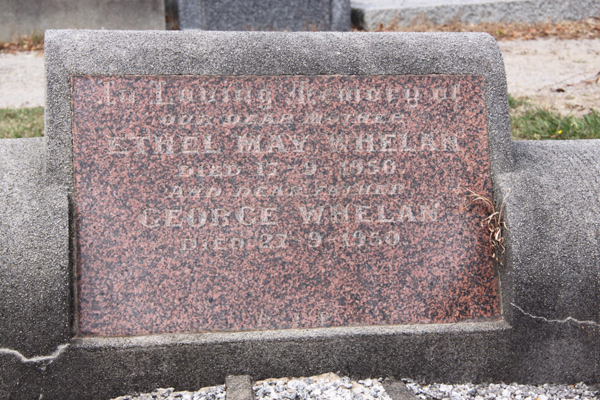 In Loving Memory of
OUR DEAR MOTHER
ETHEL MAY WHELAN
DIED 17-9-1950.
AND DEAR FATHER
GEORGE WHELAN
DIED 27-9-1950.